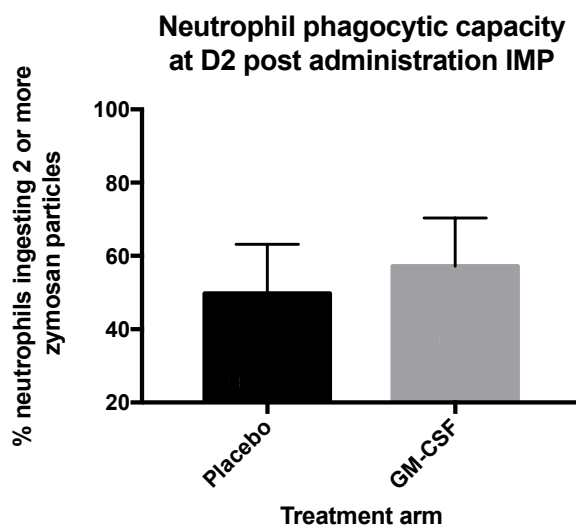 Neutrophil phagocytic capacity
at D2 post administration IMP
% neutrophils ingesting 2 or more
zymosan particles
100
80
60
40
20
Placebo
GM-CSF
Treatment arm